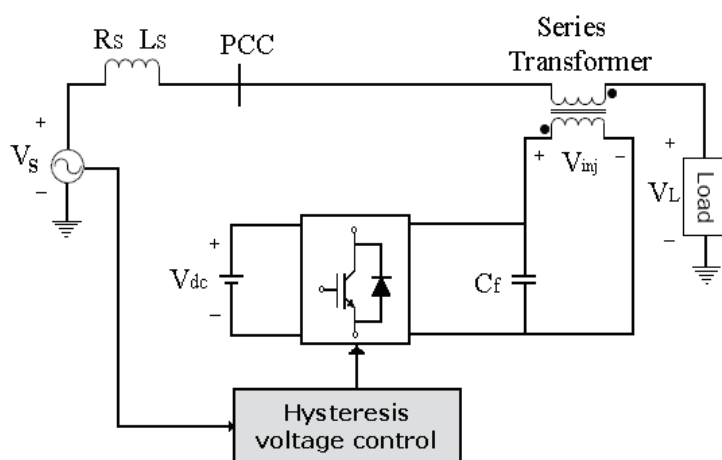 Series
Transformer
Rs Ls
PCC
+
Vs
−
+ Vinj −
+
VL
−
Load
+
Vdc
−
Cf
Hysteresis
voltage control